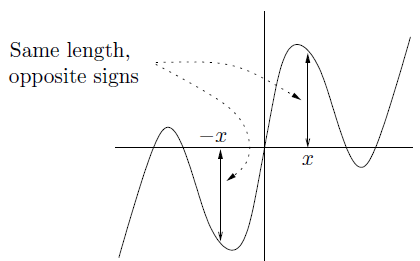 Same length,
opposite signs
−x
x